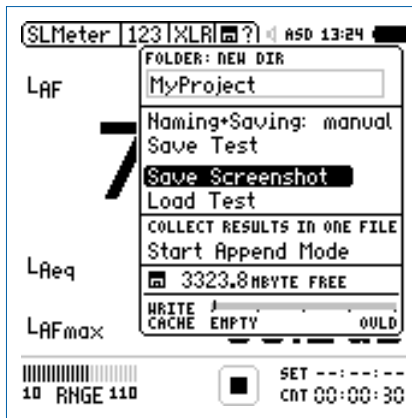 SLMeter 123 XLR ? ASD 13:24
FOLDER: NEW DIR
LAF
MyProject
Naming+Saving: manual
Save Test
7
Save Screenshot
Load Test
COLLECT RESULTS IN ONE FILE
Start Append Mode
LAeq
3323.8 MBYTE FREE
WRITE
CACHE EMPTY OVLD
LAFmax
SET --:--:--
10 RNGE 110
CNT 00:00:30